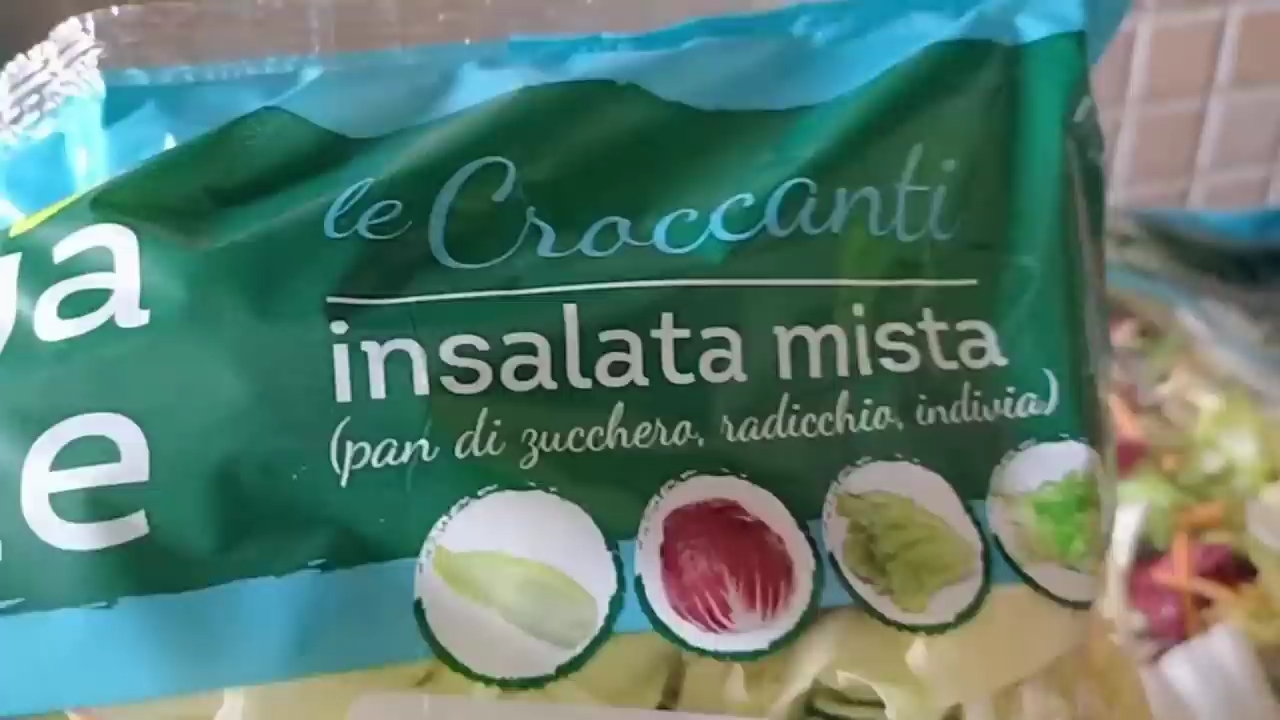 le Croccanti
insalata mista
(pan di zucchero, radicchio, indivia)